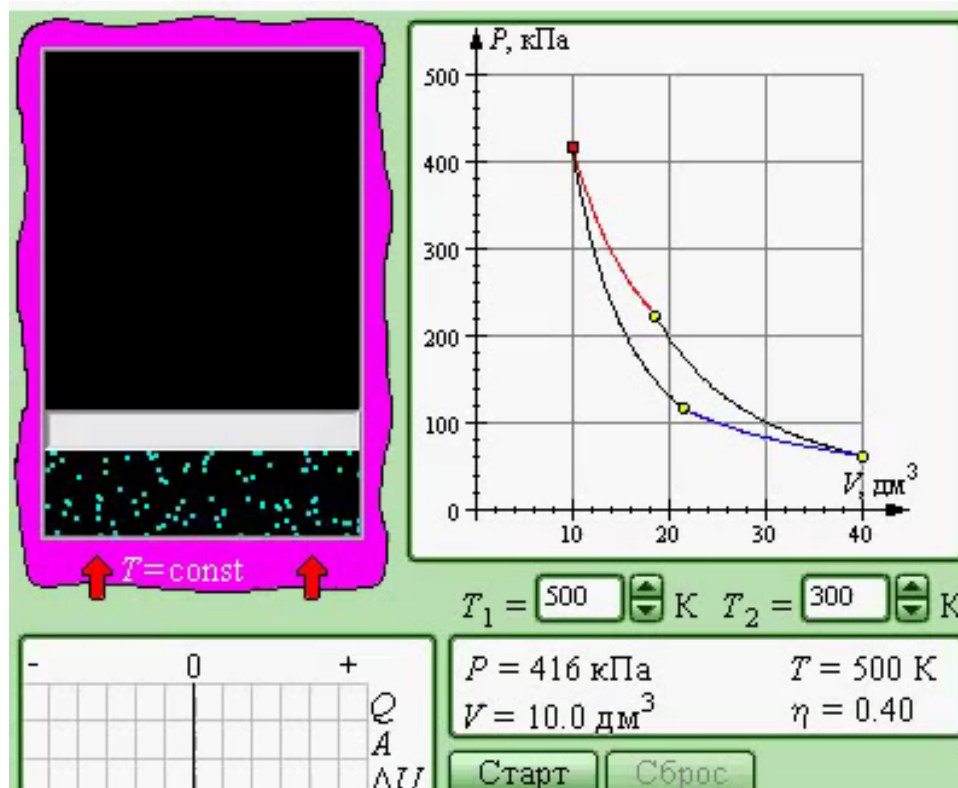 P, кПа
500
400
300
200
100
0
10
20
30
40
V, дм³
T=const
T₁ = 500 К T₂ = 300 К
- 0 +
Q
A
ΔU
P = 416 кПа T = 500 К
V = 10.0 дм³ η = 0.40
Старт Сброс